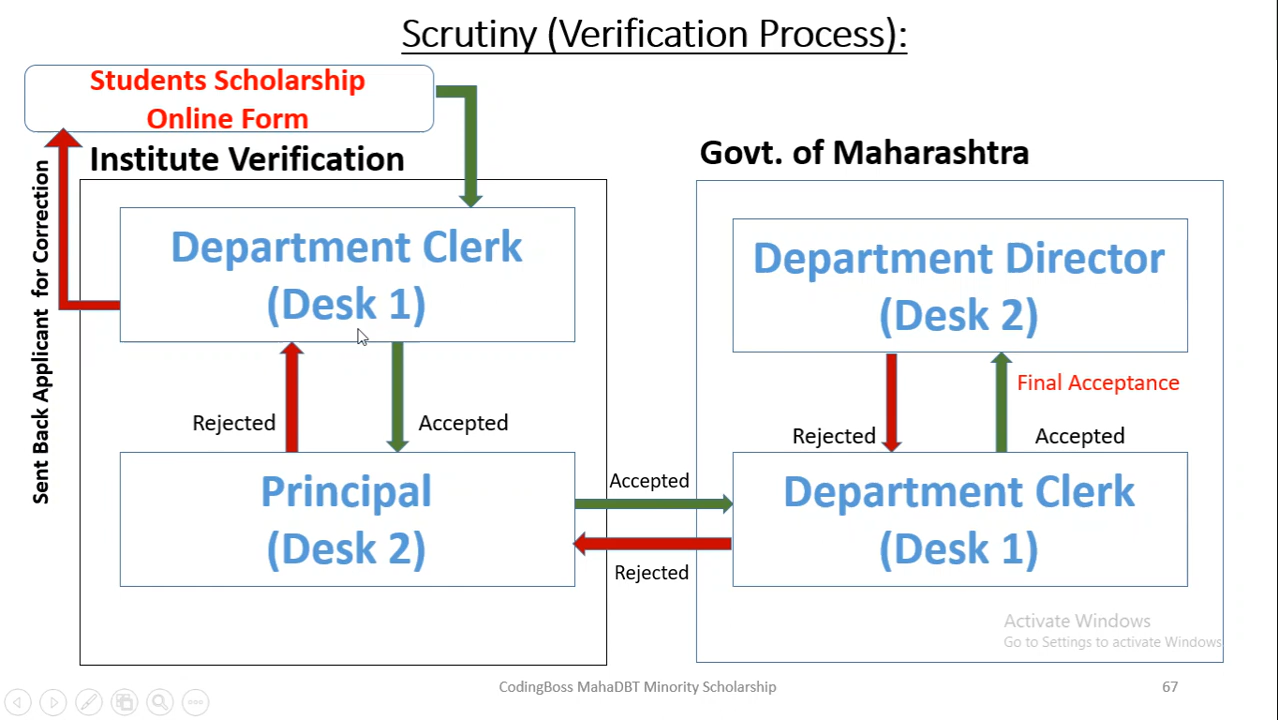 Scrutiny (Verification Process):
Students Scholarship
Online Form
Institute Verification
Govt. of Maharashtra
Sent Back Applicant for Correction
Department Clerk
(Desk 1)
Department Director
(Desk 2)
Rejected
Accepted
Final Acceptance
Rejected
Accepted
Principal
(Desk 2)
Accepted
Rejected
Department Clerk
(Desk 1)
Activate Windows
Go to Settings to activate Windows
CodingBoss MahaDBT Minority Scholarship
67